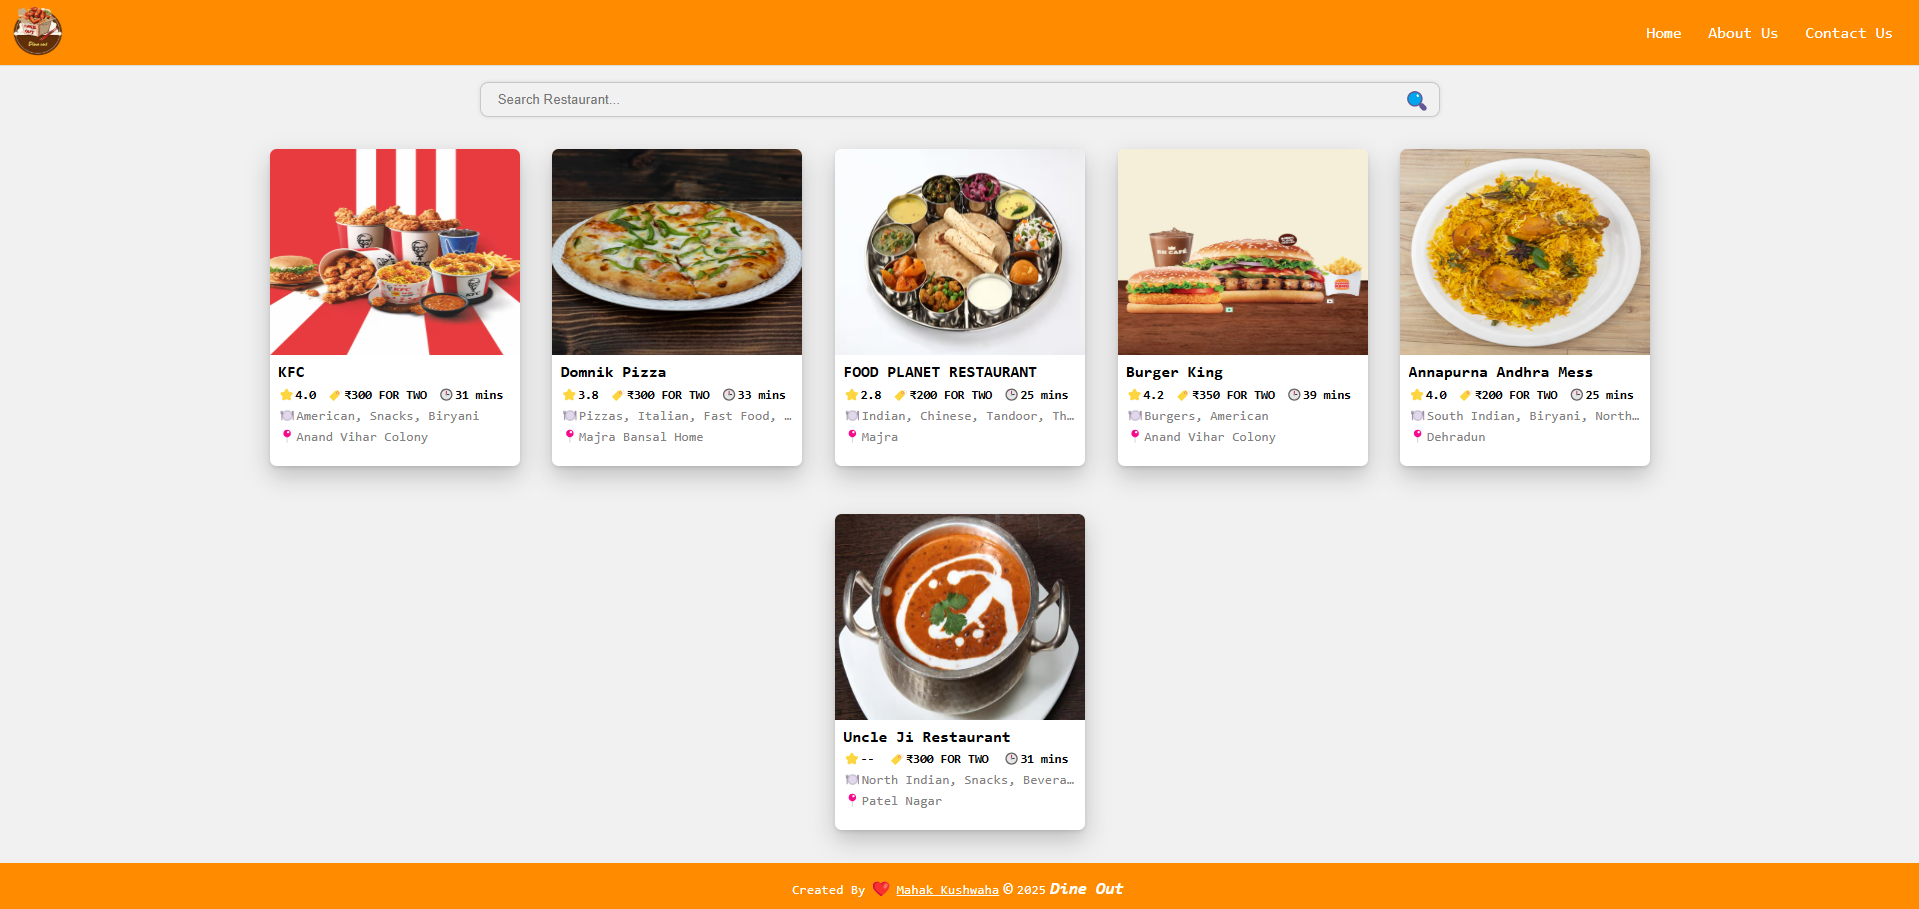 Dine out
Home
About Us
Contact Us
Search Restaurant...
KFC
4.0 ₹300 FOR TWO 31 mins
American, Snacks, Biryani
Anand Vihar Colony
Domnik Pizza
3.8 ₹300 FOR TWO 33 mins
Pizzas, Italian, Fast Food, …
Majra Bansal Home
FOOD PLANET RESTAURANT
2.8 ₹200 FOR TWO 25 mins
Indian, Chinese, Tandoor, Th…
Majra
BK CAFÉ
Burger King
4.2 ₹350 FOR TWO 39 mins
Burgers, American
Anand Vihar Colony
Annapurna Andhra Mess
4.0 ₹200 FOR TWO 25 mins
South Indian, Biryani, North…
Dehradun
Uncle Ji Restaurant
-- ₹300 FOR TWO 31 mins
North Indian, Snacks, Bevera…
Patel Nagar
Created By ❤️ Mahak Kushwaha © 2025 Dine Out